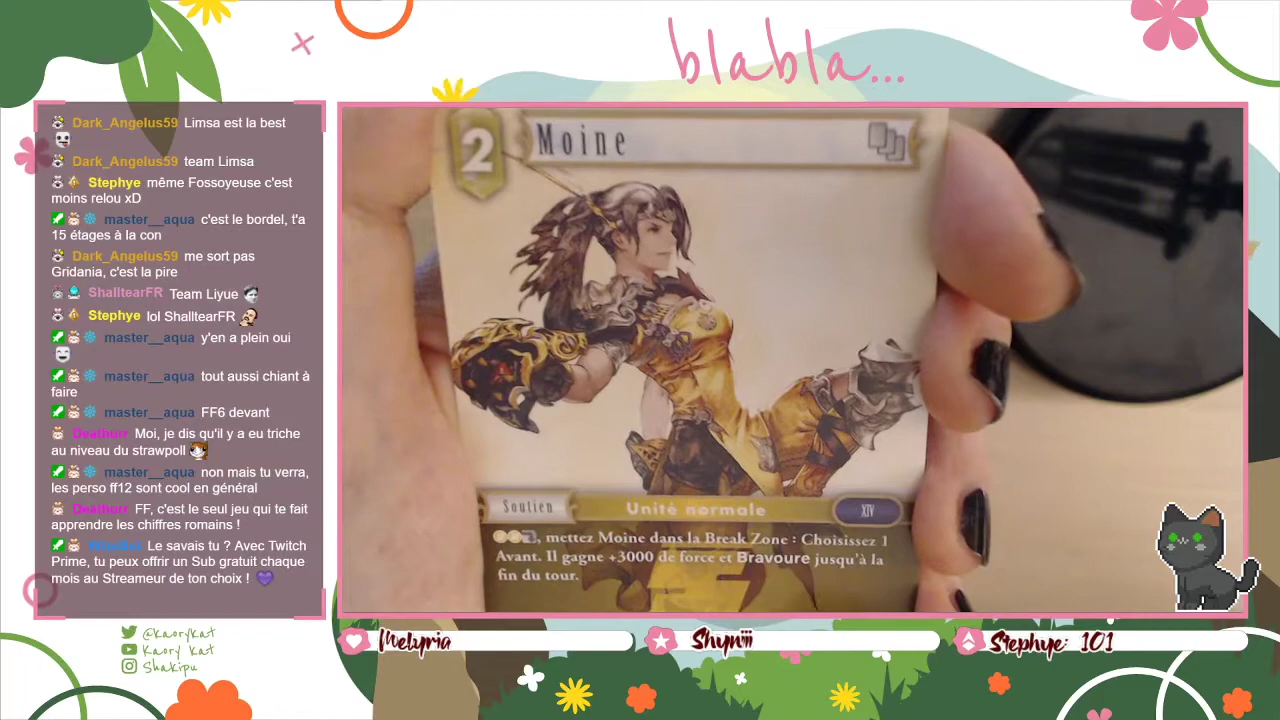 blabla...
Dark_Angelus59 Limsa est la best
Dark_Angelus59 team Limsa
Stephye même Fossoyeuse c'est
moins relou xD
master__aqua c'est le bordel, t'a
15 étages à la con
Dark_Angelus59 me sort pas
Gridania, c'est la pire
ShalltearFR Team Liyue
Stephye lol ShalltearFR
master__aqua y'en a plein oui
master__aqua tout aussi chiant à
faire
master__aqua FF6 devant
Deathurr Moi, je dis qu'il y a eu triche
au niveau du strawpoll
master__aqua non mais tu verra,
les perso ff12 sont cool en général
Deathurr FF, c'est le seul jeu qui te fait
apprendre les chiffres romains !
Le savais tu ? Avec Twitch
Prime, tu peux offrir un Sub gratuit chaque
mois au Streameur de ton choix !
2
Moine
Soutien
Unité normale
XIV
, mettez Moine dans la Break Zone : Choisissez 1
Avant. Il gagne +3000 de force et Bravoure jusqu'à la
fin du tour.
@kaorykat
Kaory Kat
Shakipu
Melyria
Shyniii
Stephye: 101